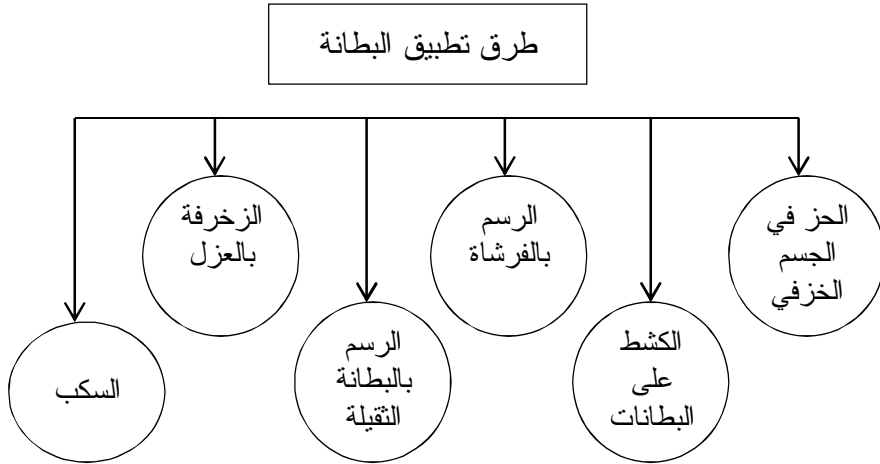 طرق تطبيق البطانة
الحز في
الجسم
الخزفي
الكشط
على
البطانات
الرسم
بالفرشاة
الرسم
بالبطانة
الثقيلة
الزخرفة
بالعزل
السكب